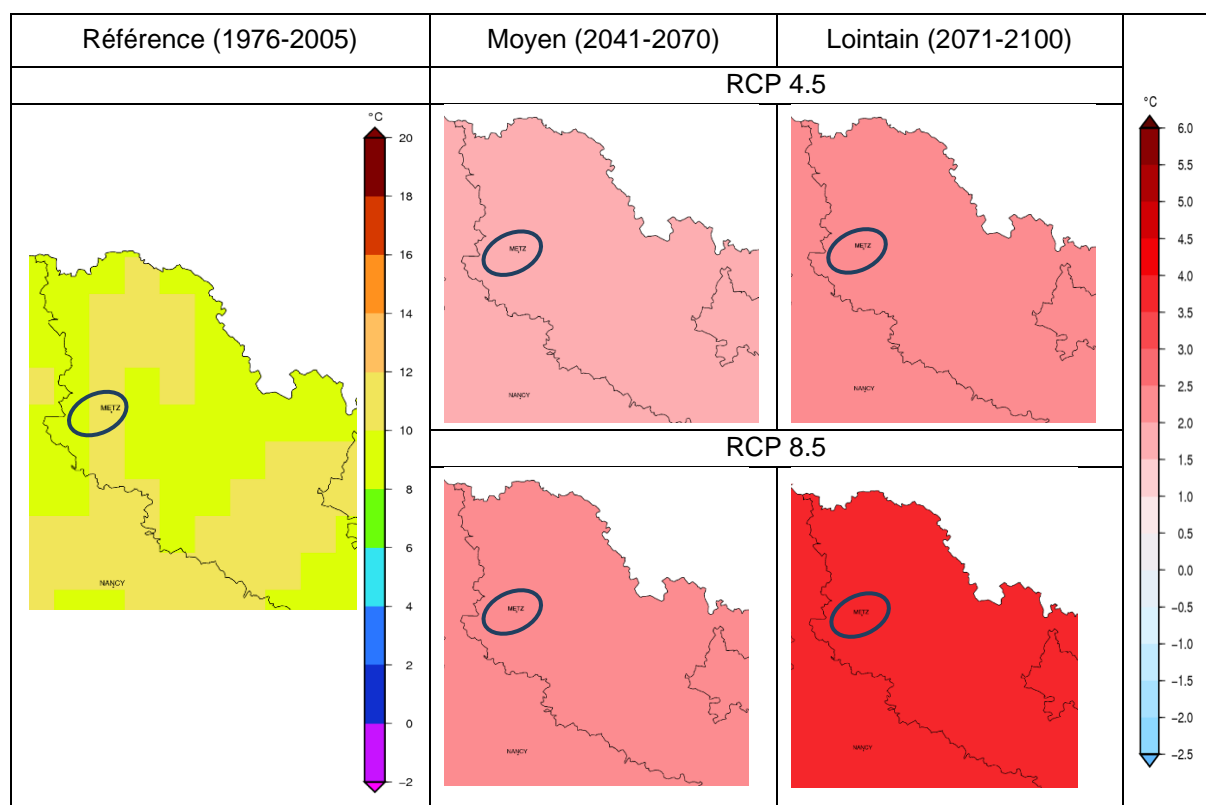 Référence (1976-2005)
Moyen (2041-2070)
Lointain (2071-2100)
RCP 4.5
°C
20
18
16
14
12
10
8
6
4
2
0
−2
METZ
NANCY
METZ
NANCY
METZ
NANCY
°C
6.0
5.5
5.0
4.5
4.0
3.5
3.0
2.5
2.0
1.5
1.0
0.5
0.0
−0.5
−1.0
−1.5
−2.0
−2.5
RCP 8.5
METZ
NANCY
METZ
NANCY